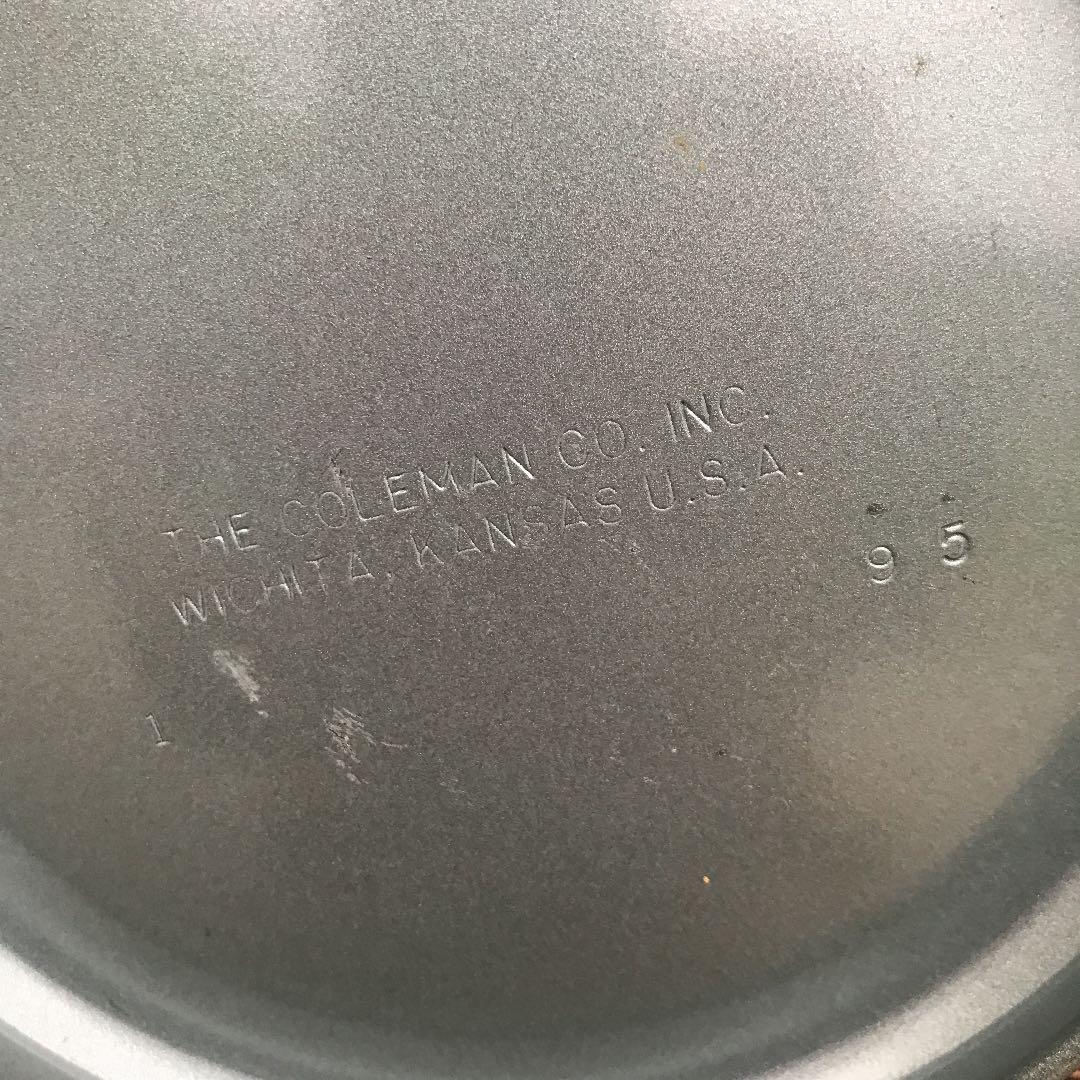 THE COLEMAN CO. INC.
WICHITA, KANSAS U.S.A.
9 5
1